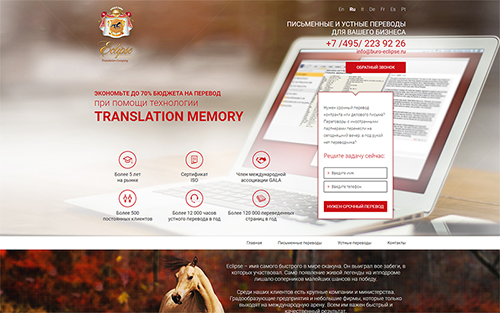 En Ru It De Fr Es Pt
Eclipse
ПИСЬМЕННЫЕ И УСТНЫЕ ПЕРЕВОДЫ
ДЛЯ ВАШЕГО БИЗНЕСА
+7 /495/ 223 92 26
info@buro-eclipse.ru
ОБРАТНЫЙ ЗВОНОК
ЭКОНОМЬТЕ ДО 70% БЮДЖЕТА НА ПЕРЕВОД
при помощи технологии
TRANSLATION MEMORY
Более 5 лет
на рынке
Сертификат
ISO
Член международной
ассоциации GALA
Более 500
постоянных клиентов
Более 12 000 часов
устного перевода в год
Более 120 000 переведенных
страниц в год
Нужен срочный перевод
контракта или делового письма?
Переговоры с иностранными
партнерами перенесли на
сегодняшний вечер, а под рукой
нет переводчика?
Решите задачу сейчас:
Введите имя
Введите телефон
НУЖЕН СРОЧНЫЙ ПЕРЕВОД
Главная Письменные переводы Устные переводы Контакты
Eclipse – имя самого быстрого в мире скакуна. Он выиграл все забеги, в
которых участвовал. Само появление живой легенды на ипподроме
лишало соперников малейших шансов на победу.
Среди наших клиентов есть крупные компании и министерства,
Градообразующие предприятия и небольшие фирмы, которые только
выходят на международную арену. Всем им важен быстрый и
качественный результат.